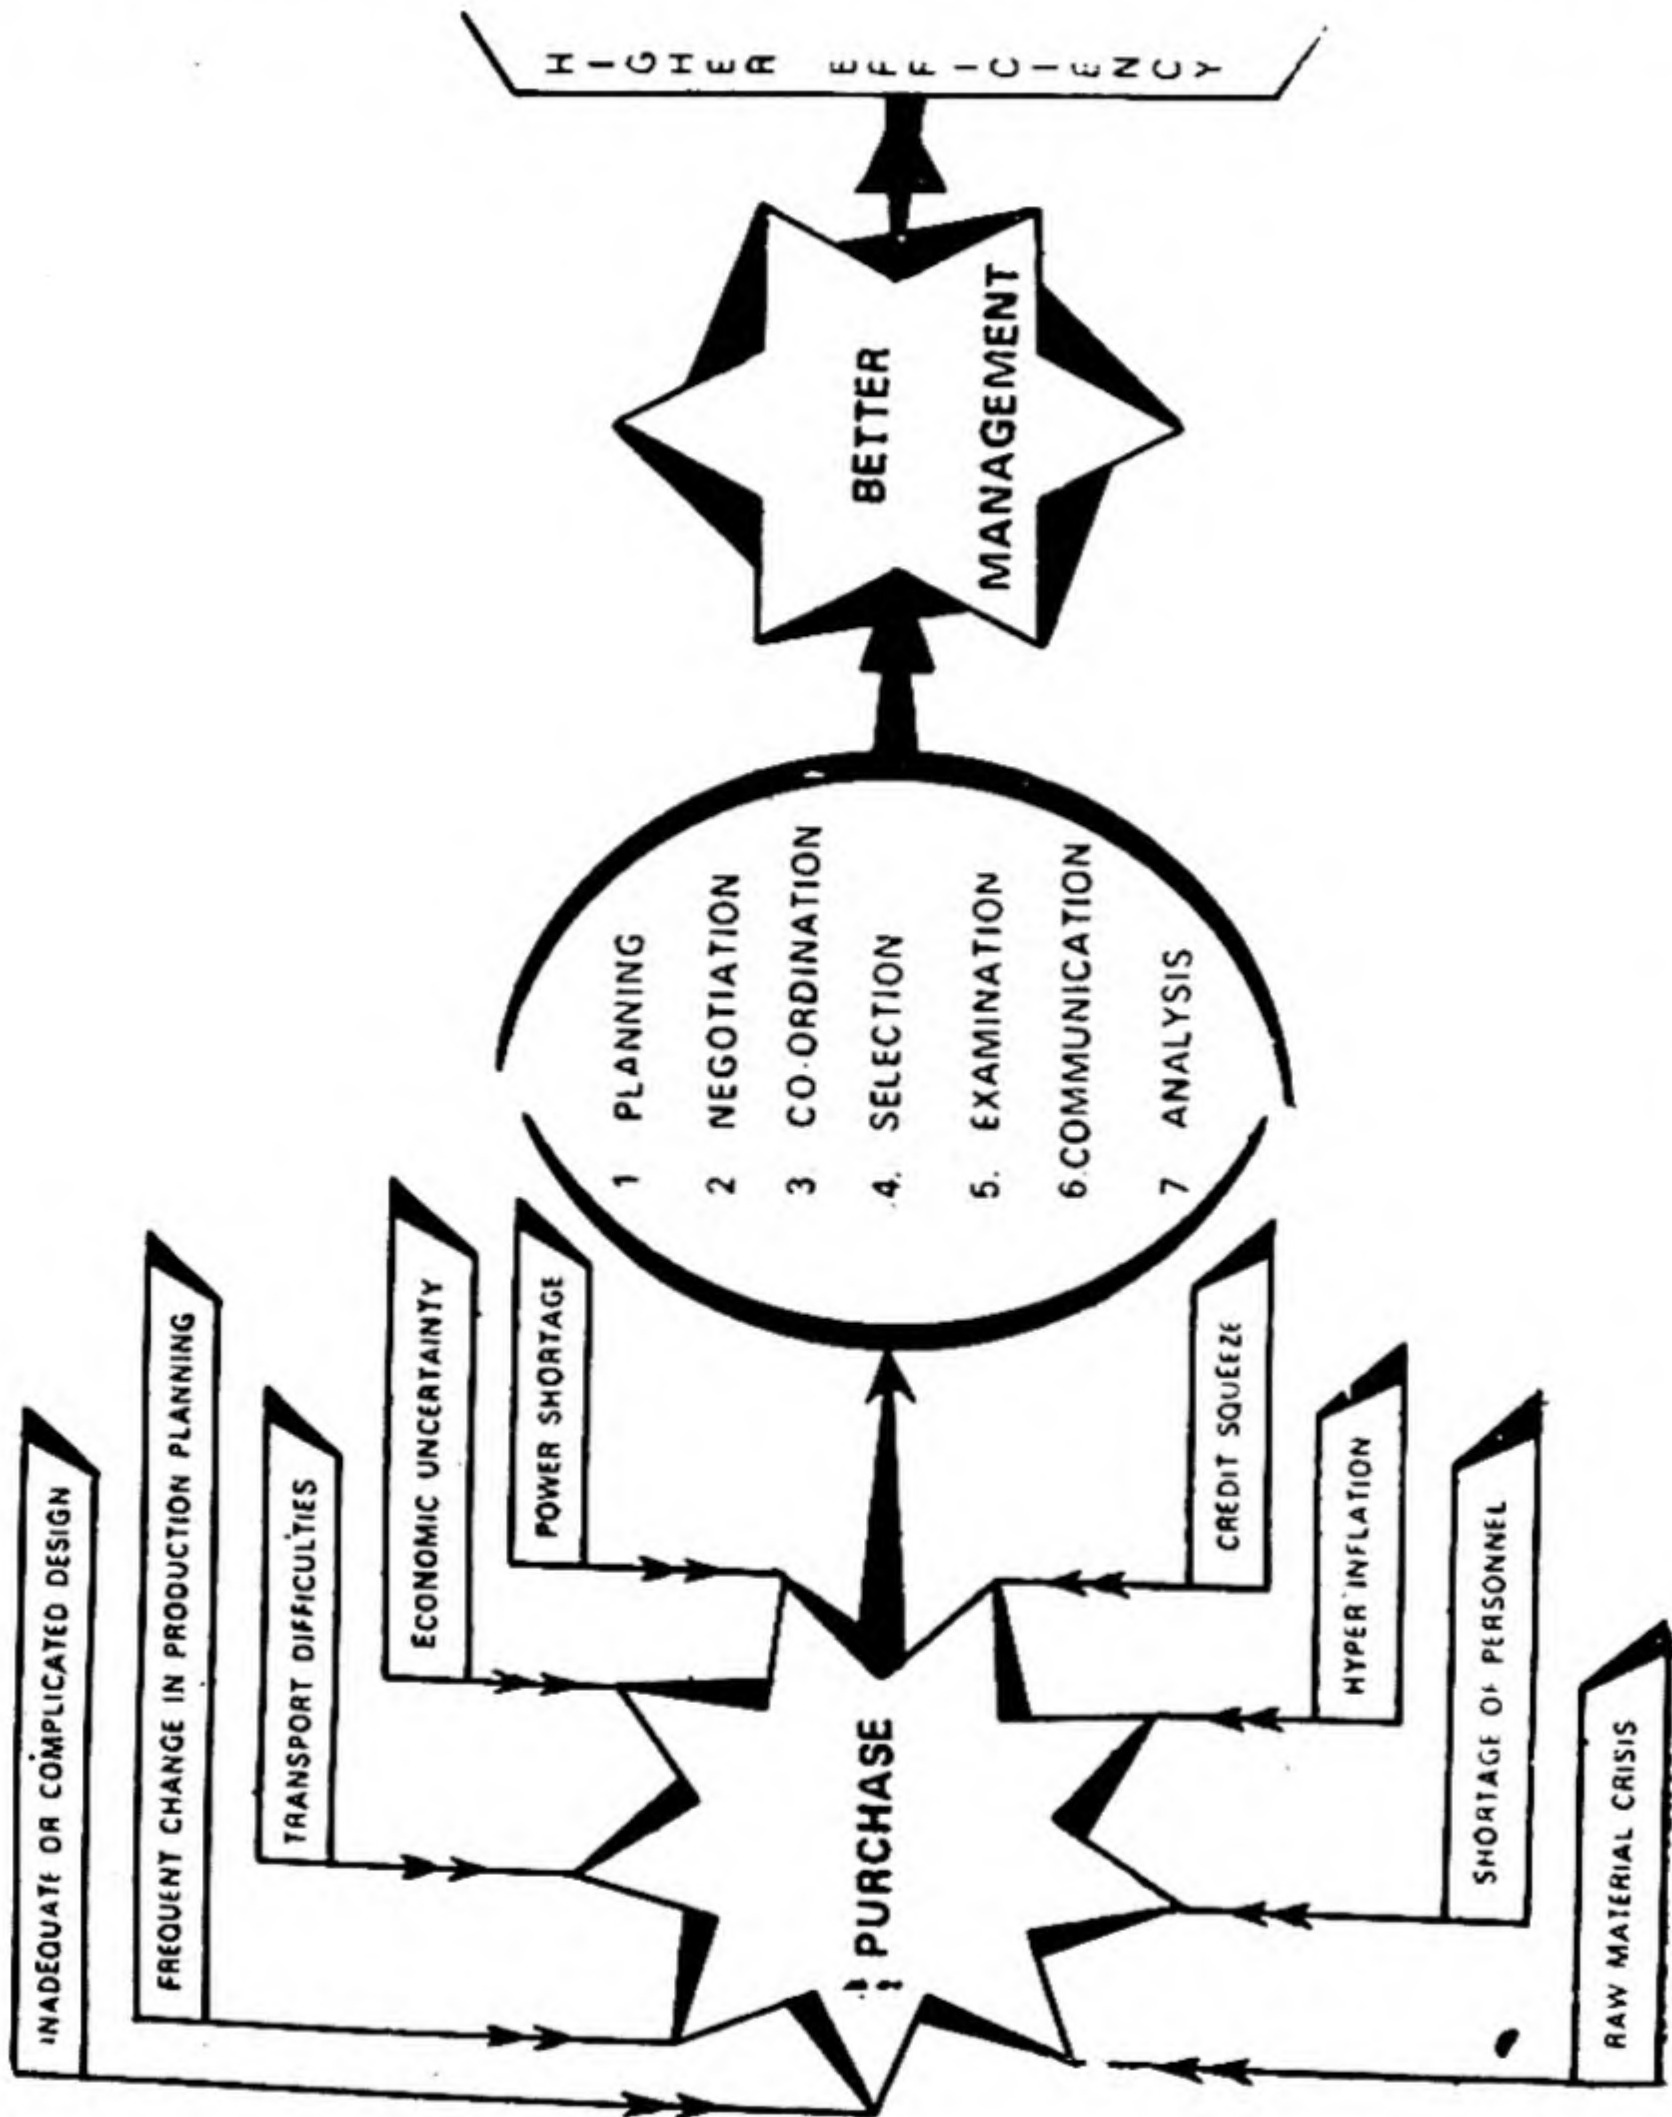 INADEQUATE OR COMPLICATED DESIGN
FREQUENT CHANGE IN PRODUCTION PLANNING
TRANSPORT DIFFICULTIES
ECONOMIC UNCERTAINTY
POWER SHORTAGE
PURCHASE
CREDIT SQUEEZE
HYPER INFLATION
SHORTAGE OF PERSONNEL
RAW MATERIAL CRISIS
1 PLANNING
2 NEGOTIATION
3 CO-ORDINATION
4. SELECTION
5. EXAMINATION
6. COMMUNICATION
7 ANALYSIS
BETTER
MANAGEMENT
HIGHER EFFICIENCY